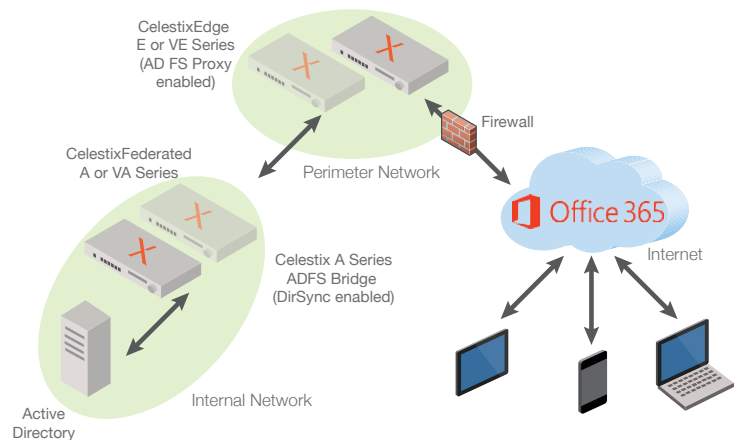 CelestixEdge
E or VE Series
(AD FS Proxy
enabled)
Firewall
Perimeter Network
CelestixFederated
A or VA Series
Office 365
Internet
Celestix A Series
ADFS Bridge
(DirSync enabled)
Internal Network
Active
Directory